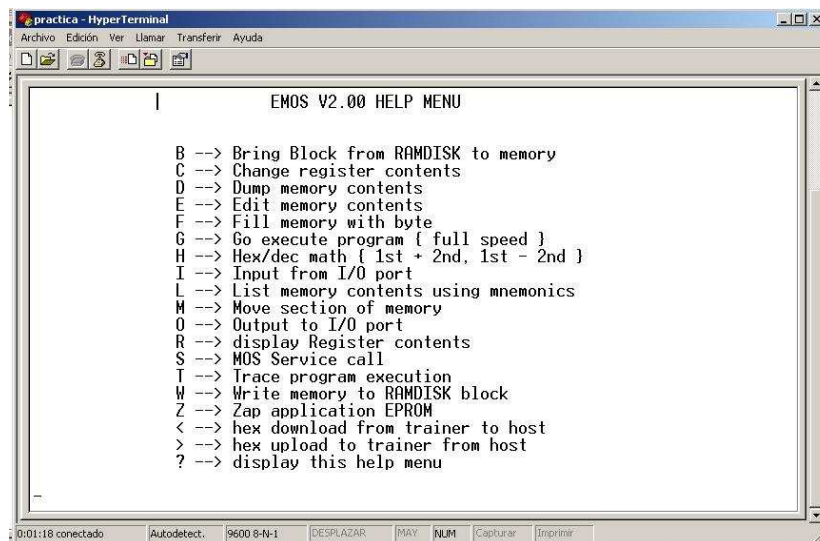 practica - HyperTerminal
Archivo Edición Ver Llamar Transferir Ayuda
EMOS V2.00 HELP MENU
B --> Bring Block from RAMDISK to memory
C --> Change register contents
D --> Dump memory contents
E --> Edit memory contents
F --> Fill memory with byte
G --> Go execute program { full speed }
H --> Hex/dec math { 1st + 2nd, 1st - 2nd }
I --> Input from I/O port
L --> List memory contents using mnemonics
M --> Move section of memory
O --> Output to I/O port
R --> display Register contents
S --> MOS Service call
T --> Trace program execution
W --> Write memory to RAMDISK block
Z --> Zap application EPROM
< --> hex download from trainer to host
> --> hex upload to trainer from host
? --> display this help menu
0:01:18 conectado Autodetect. 9600 8-N-1 DESPLAZAR MAY NUM Capturar Imprimir